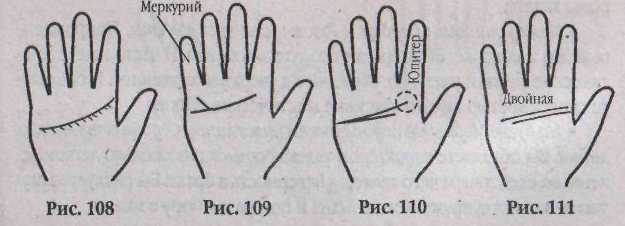 Меркурий
Юпитер
Двойная
Рис. 108
Рис. 109
Рис. 110
Рис. 111